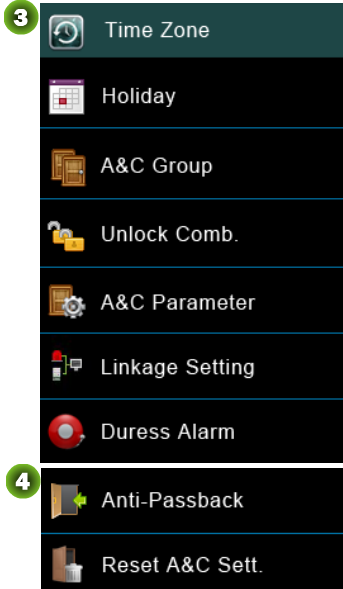 3
Time Zone
Holiday
A&C Group
Unlock Comb.
A&C Parameter
Linkage Setting
Duress Alarm
4
Anti-Passback
Reset A&C Sett.